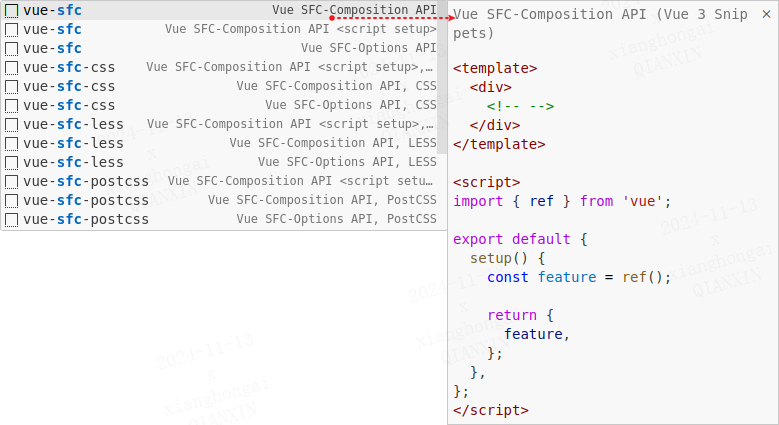 vue-sfc Vue SFC-Composition API
vue-sfc Vue SFC-Composition API <script setup>
vue-sfc Vue SFC-Options API
vue-sfc-css Vue SFC-Composition API <script setup>,…
vue-sfc-css Vue SFC-Composition API, CSS
vue-sfc-css Vue SFC-Options API, CSS
vue-sfc-less Vue SFC-Composition API <script setup>,…
vue-sfc-less Vue SFC-Composition API, LESS
vue-sfc-less Vue SFC-Options API, LESS
vue-sfc-postcss Vue SFC-Composition API <script setu…
vue-sfc-postcss Vue SFC-Composition API, PostCSS
vue-sfc-postcss Vue SFC-Options API, PostCSS
Vue SFC-Composition API (Vue 3 Snip
pets)
<template>
<div>
<!-- -->
</div>
</template>
<script>
import { ref } from 'vue';
export default {
setup() {
const feature = ref();
return {
feature,
};
},
};
</script>
2024-11-13
x
xianghongai
QIANXIN